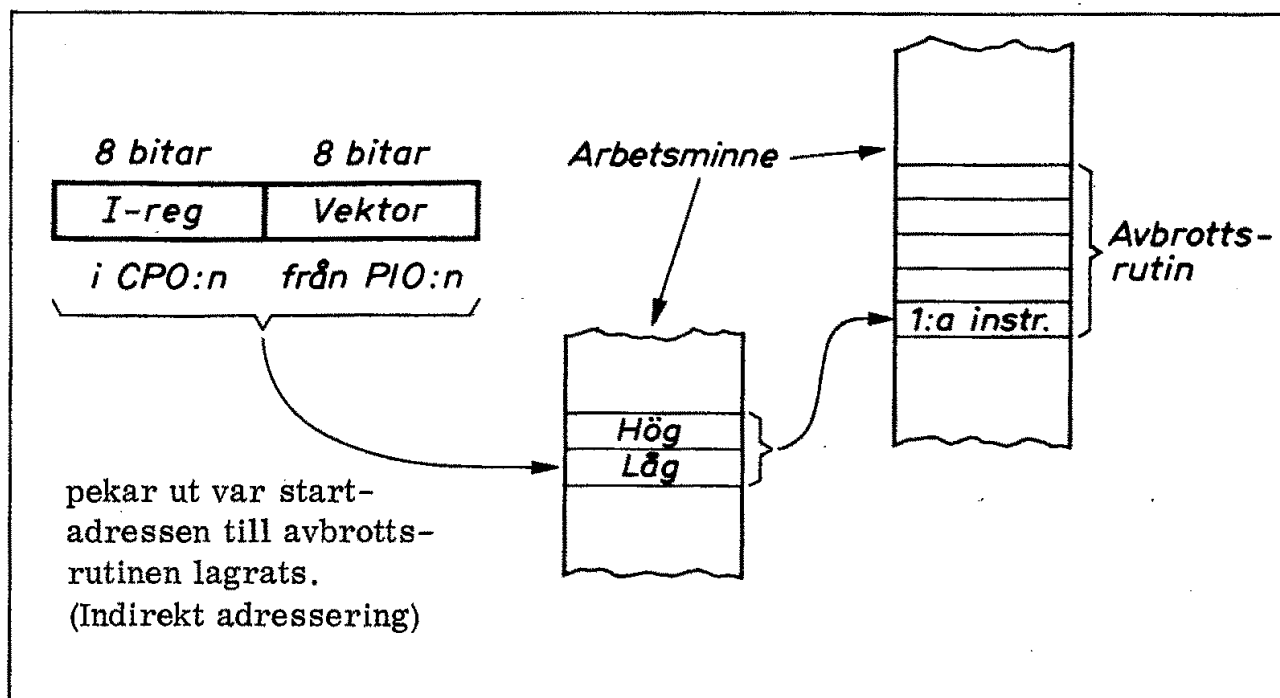 8 bitar 8 bitar
I-reg Vektor
i CPO:n från PIO:n
pekar ut var start-
adressen till avbrotts-
rutinen lagrats.
(Indirekt adressering)
Arbetsminne
Hög
Låg
1:a instr.
Avbrotts-
rutin